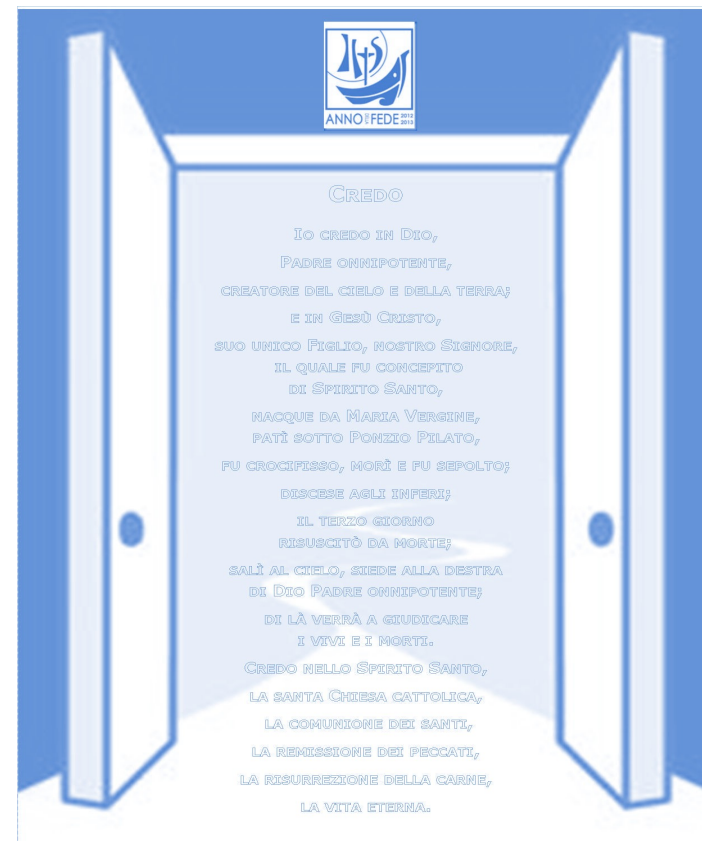 ANNO DELLA FEDE 2012 2013
CREDO
IO CREDO IN DIO,
PADRE ONNIPOTENTE,
CREATORE DEL CIELO E DELLA TERRA;
E IN GESÙ CRISTO,
SUO UNICO FIGLIO, NOSTRO SIGNORE,
IL QUALE FU CONCEPITO
DI SPIRITO SANTO,
NACQUE DA MARIA VERGINE,
PATÌ SOTTO PONZIO PILATO,
FU CROCIFISSO, MORÌ E FU SEPOLTO;
DISCESE AGLI INFERI;
IL TERZO GIORNO
RISUSCITÒ DA MORTE;
SALÌ AL CIELO, SIEDE ALLA DESTRA
DI DIO PADRE ONNIPOTENTE;
DI LÀ VERRÀ A GIUDICARE
I VIVI E I MORTI.
CREDO NELLO SPIRITO SANTO,
LA SANTA CHIESA CATTOLICA,
LA COMUNIONE DEI SANTI,
LA REMISSIONE DEI PECCATI,
LA RISURREZIONE DELLA CARNE,
LA VITA ETERNA.